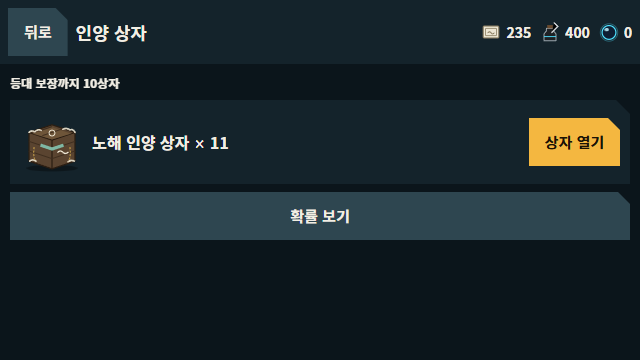 뒤로 인양 상자 235 400 0
등대 보장까지 10상자
노해 인양 상자 × 11 상자 열기
확률 보기